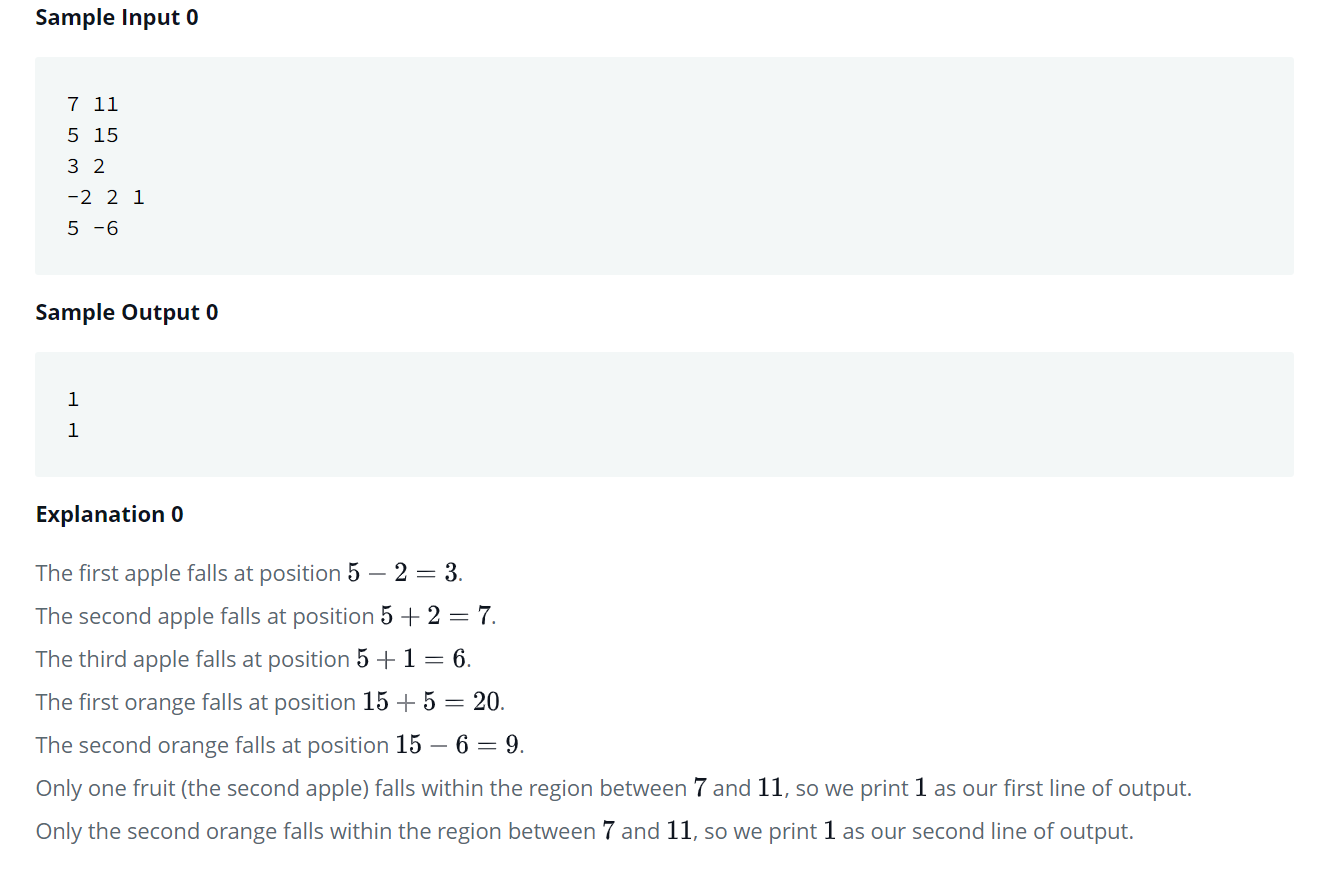 Sample Input 0
7 11
5 15
3 2
-2 2 1
5 -6
Sample Output 0
1
1
Explanation 0
The first apple falls at position 5 − 2 = 3.
The second apple falls at position 5 + 2 = 7.
The third apple falls at position 5 + 1 = 6.
The first orange falls at position 15 + 5 = 20.
The second orange falls at position 15 − 6 = 9.
Only one fruit (the second apple) falls within the region between 7 and 11, so we print 1 as our first line of output.
Only the second orange falls within the region between 7 and 11, so we print 1 as our second line of output.